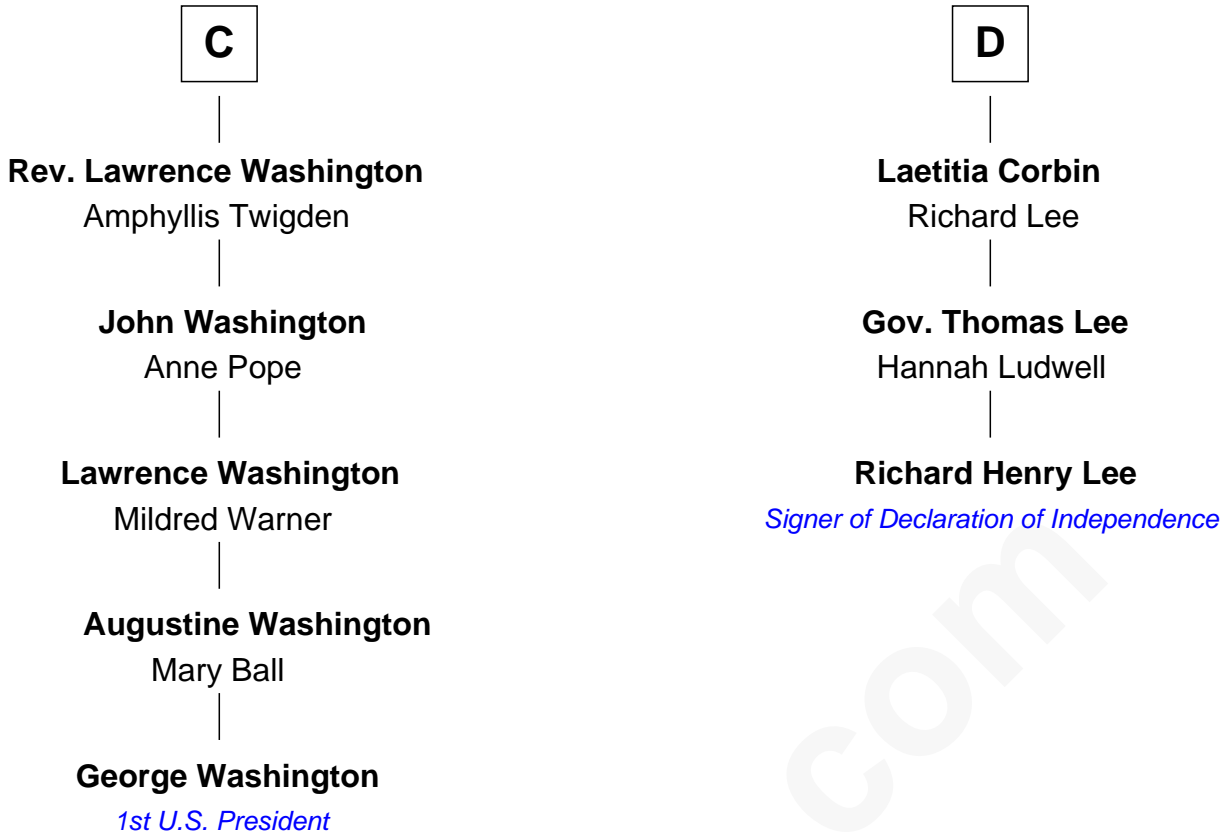 C
Rev. Lawrence Washington
Amphyllis Twigden
John Washington
Anne Pope
Lawrence Washington
Mildred Warner
Augustine Washington
Mary Ball
George Washington
1st U.S. President
D
Laetitia Corbin
Richard Lee
Gov. Thomas Lee
Hannah Ludwell
Richard Henry Lee
Signer of Declaration of Independence
com